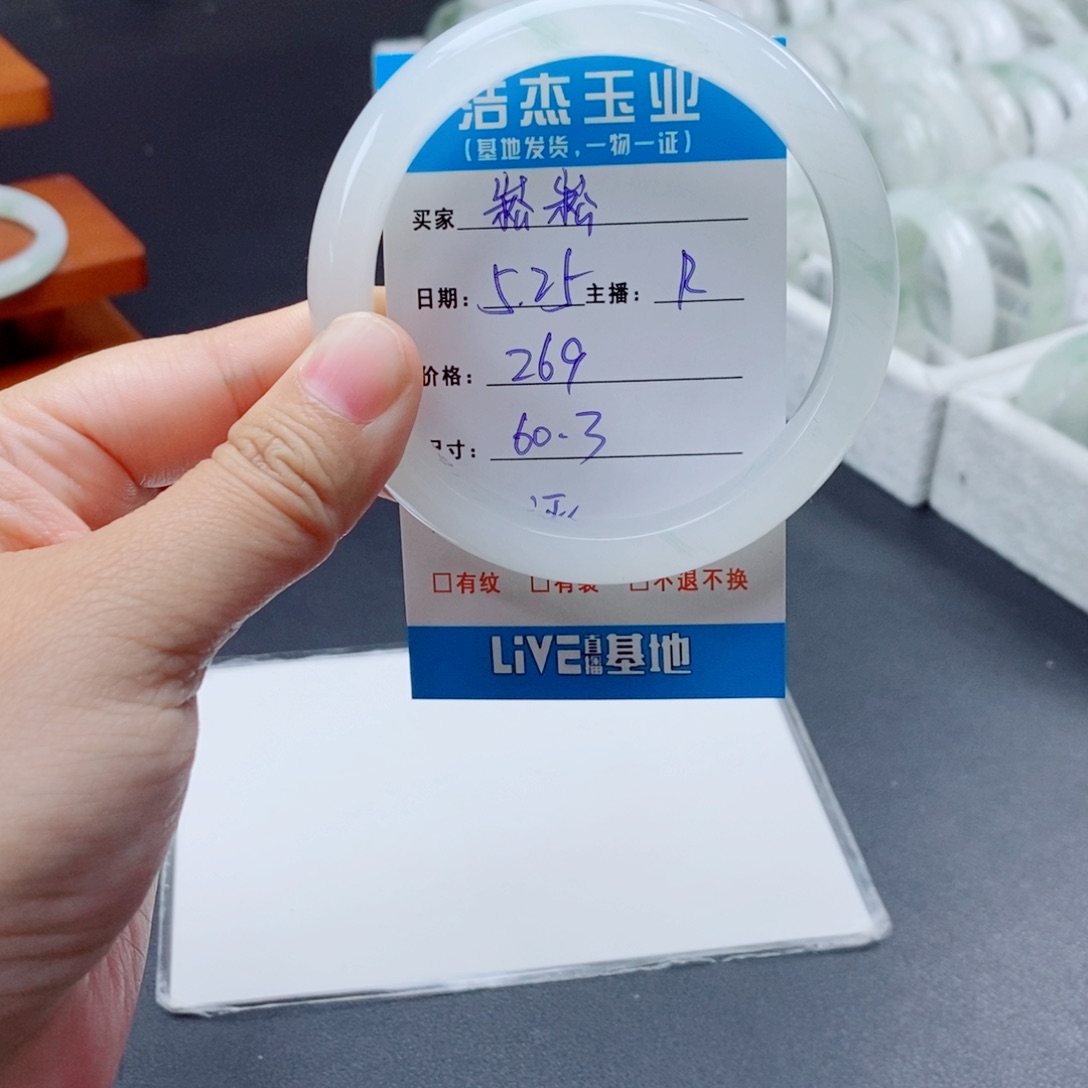 浩杰玉业
(基地发货,一物一证)
买家
日期: 5.25 主播: R
价格: 269
尺寸: 60.3
证
□有纹 □有裂 □不退不换
LiVE直播基地